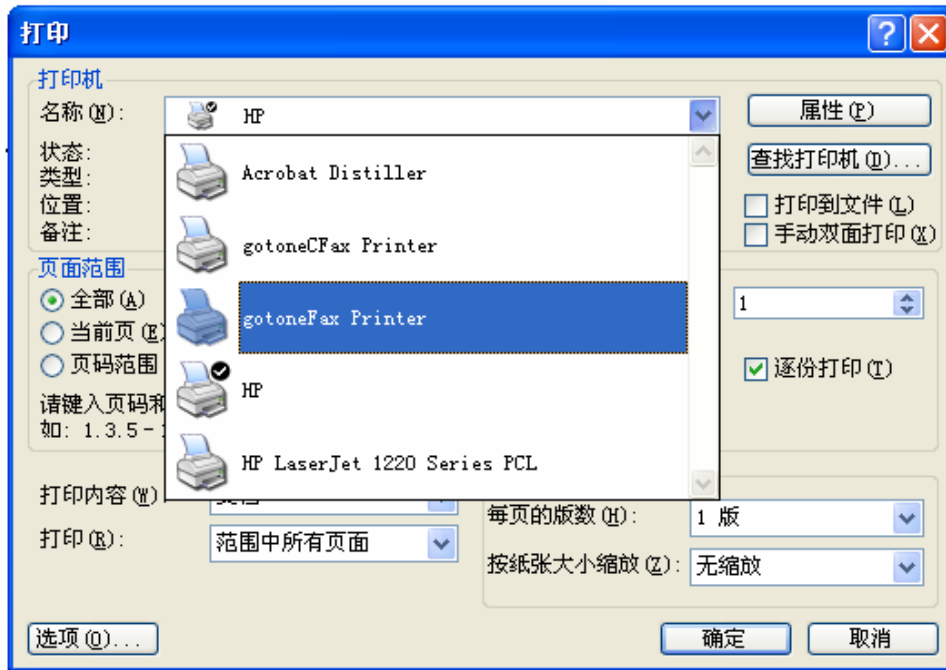 打印
打印机
名称(N):
HP
属性(P)
状态:
Acrobat Distiller
查找打印机(D)...
类型:
位置:
打印到文件(L)
备注:
gotoneCFax Printer
手动双面打印(X)
页面范围
全部(A)
gotoneFax Printer
1
当前页(E)
页码范围
HP
逐份打印(T)
请键入页码和
如: 1.3.5-
HP LaserJet 1220 Series PCL
打印内容(W)
每页的版数(H):
1 版
打印(R):
范围中所有页面
按纸张大小缩放(Z):
无缩放
选项(O)...
确定
取消